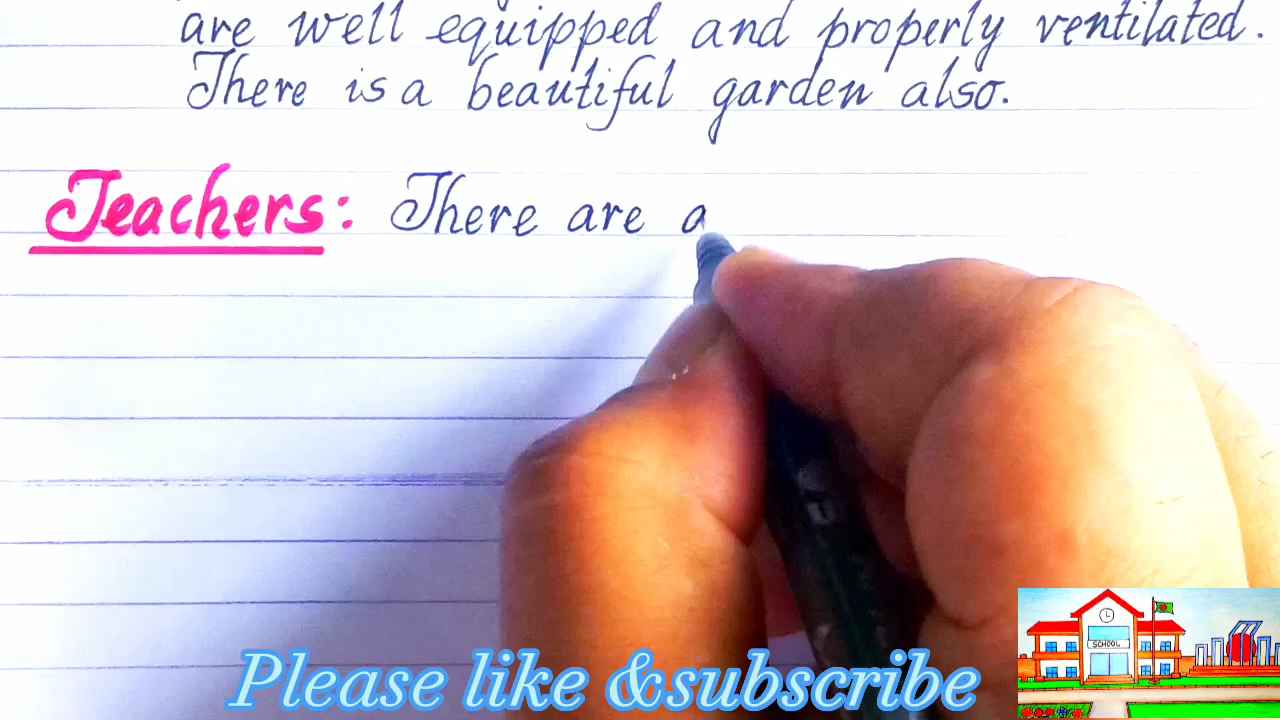 are well equipped and properly ventilated.
There is a beautiful garden also.
Teachers: There are a
Please like &subscribe
SCHOOL